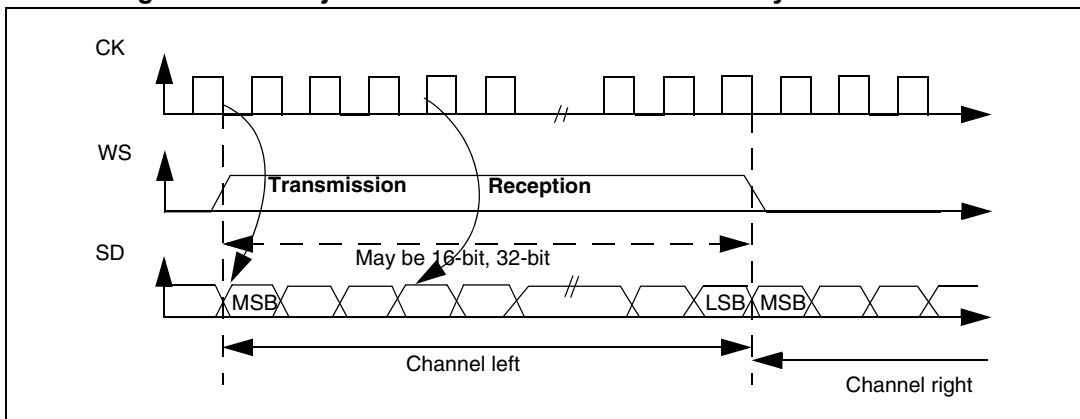 CK
WS
Transmission
Reception
May be 16-bit, 32-bit
SD
MSB
LSB
MSB
Channel left
Channel right